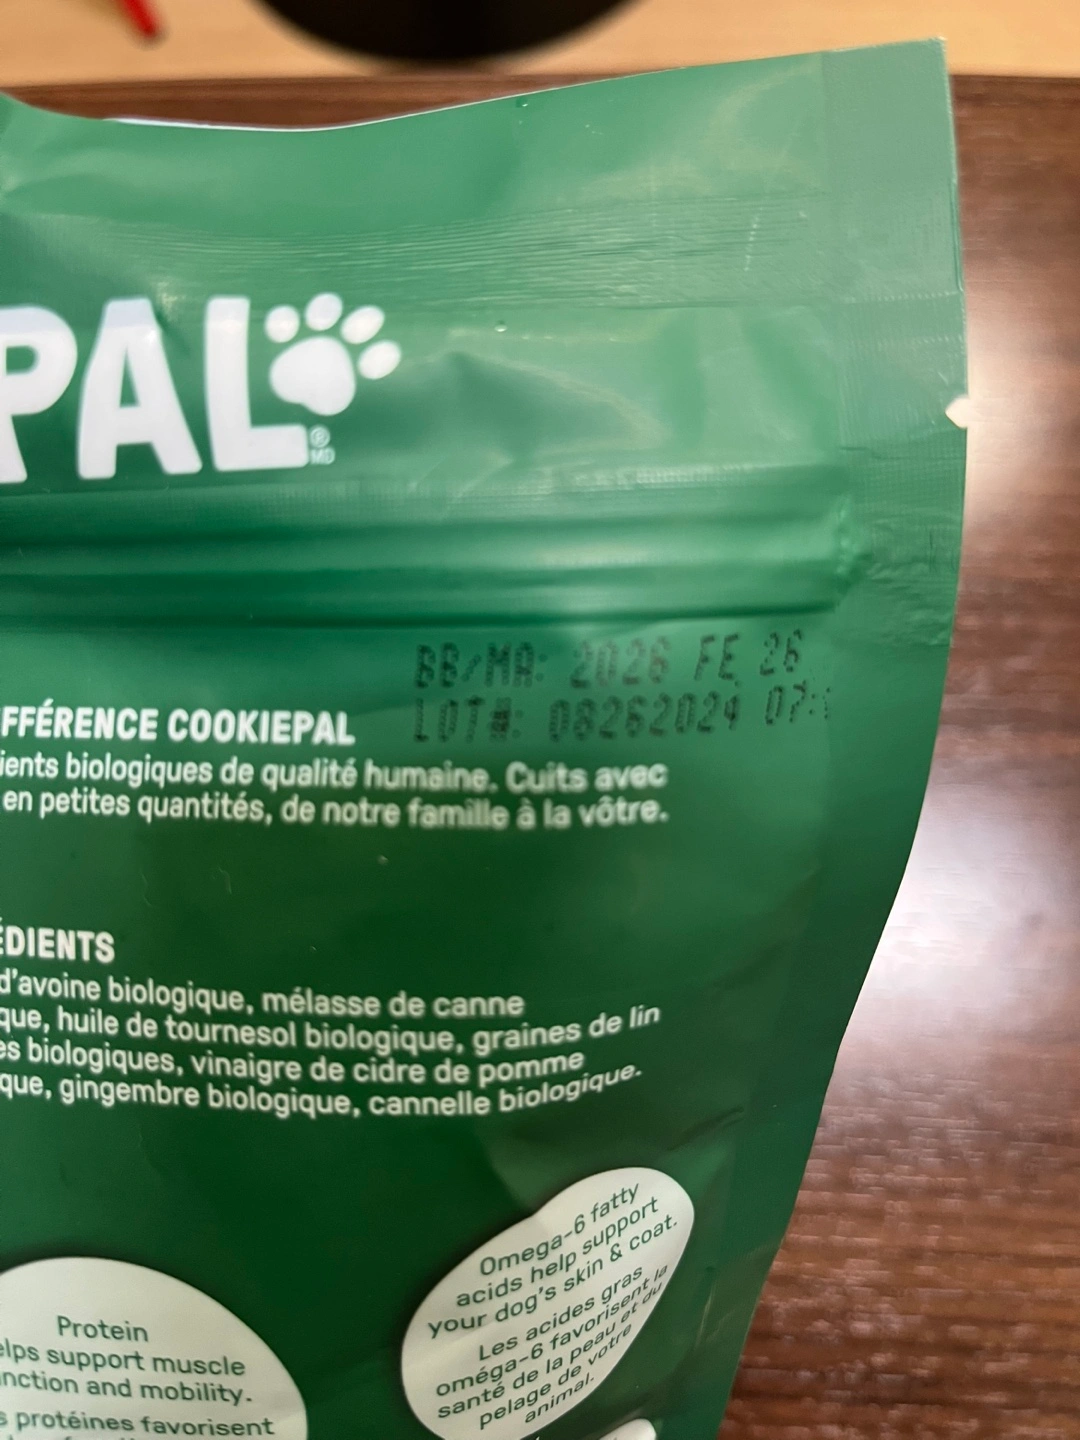 PAL
®
MD
BB/MA: 2026 FE 26
LOT#: 08262024 07:
FFÉRENCE COOKIEPAL
ients biologiques de qualité humaine. Cuits avec
en petites quantités, de notre famille à la vôtre.
ÉDIENTS
d'avoine biologique, mélasse de canne
que, huile de tournesol biologique, graines de lin
es biologiques, vinaigre de cidre de pomme
que, gingembre biologique, cannelle biologique.
Omega-6 fatty
acids help support
your dog's skin & coat.
Les acides gras
oméga-6 favorisent la
santé de la peau et du
pelage de votre
animal.
Protein
elps support muscle
nction and mobility.
s protéines favorisent